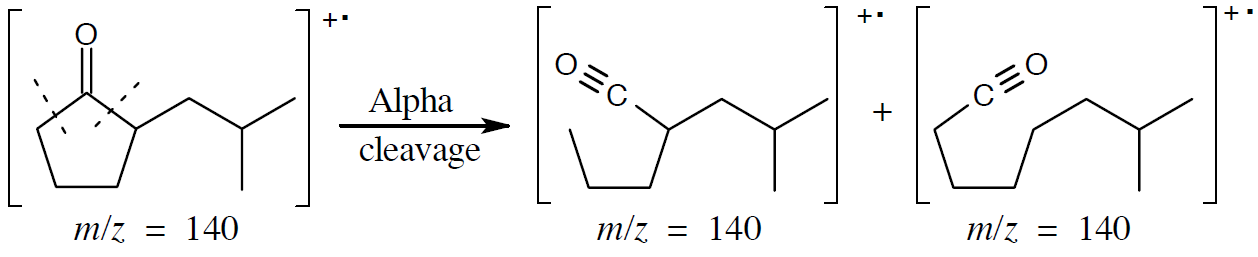 O
+·
Alpha
cleavage
O
C
+·
+
C
O
+·
m/z = 140
m/z = 140
m/z = 140